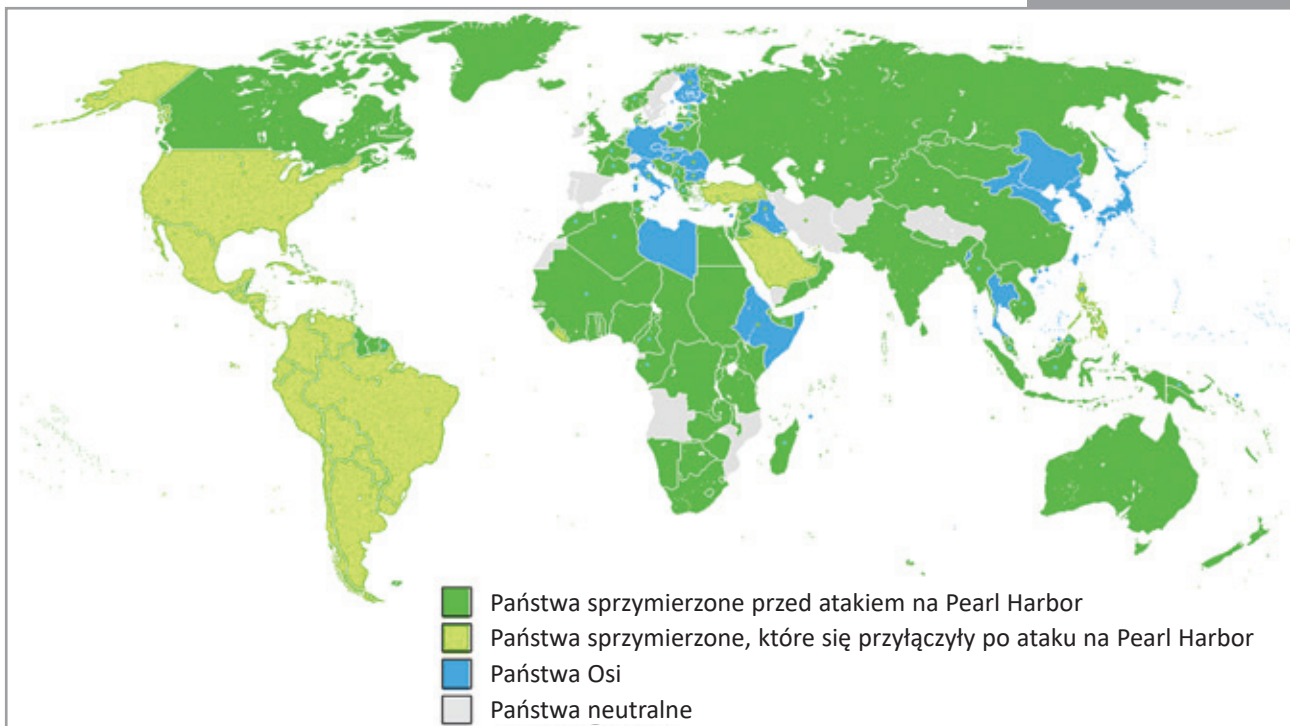 Państwa sprzymierzone przed atakiem na Pearl Harbor
Państwa sprzymierzone, które się przyłączyły po ataku na Pearl Harbor
Państwa Osi
Państwa neutralne